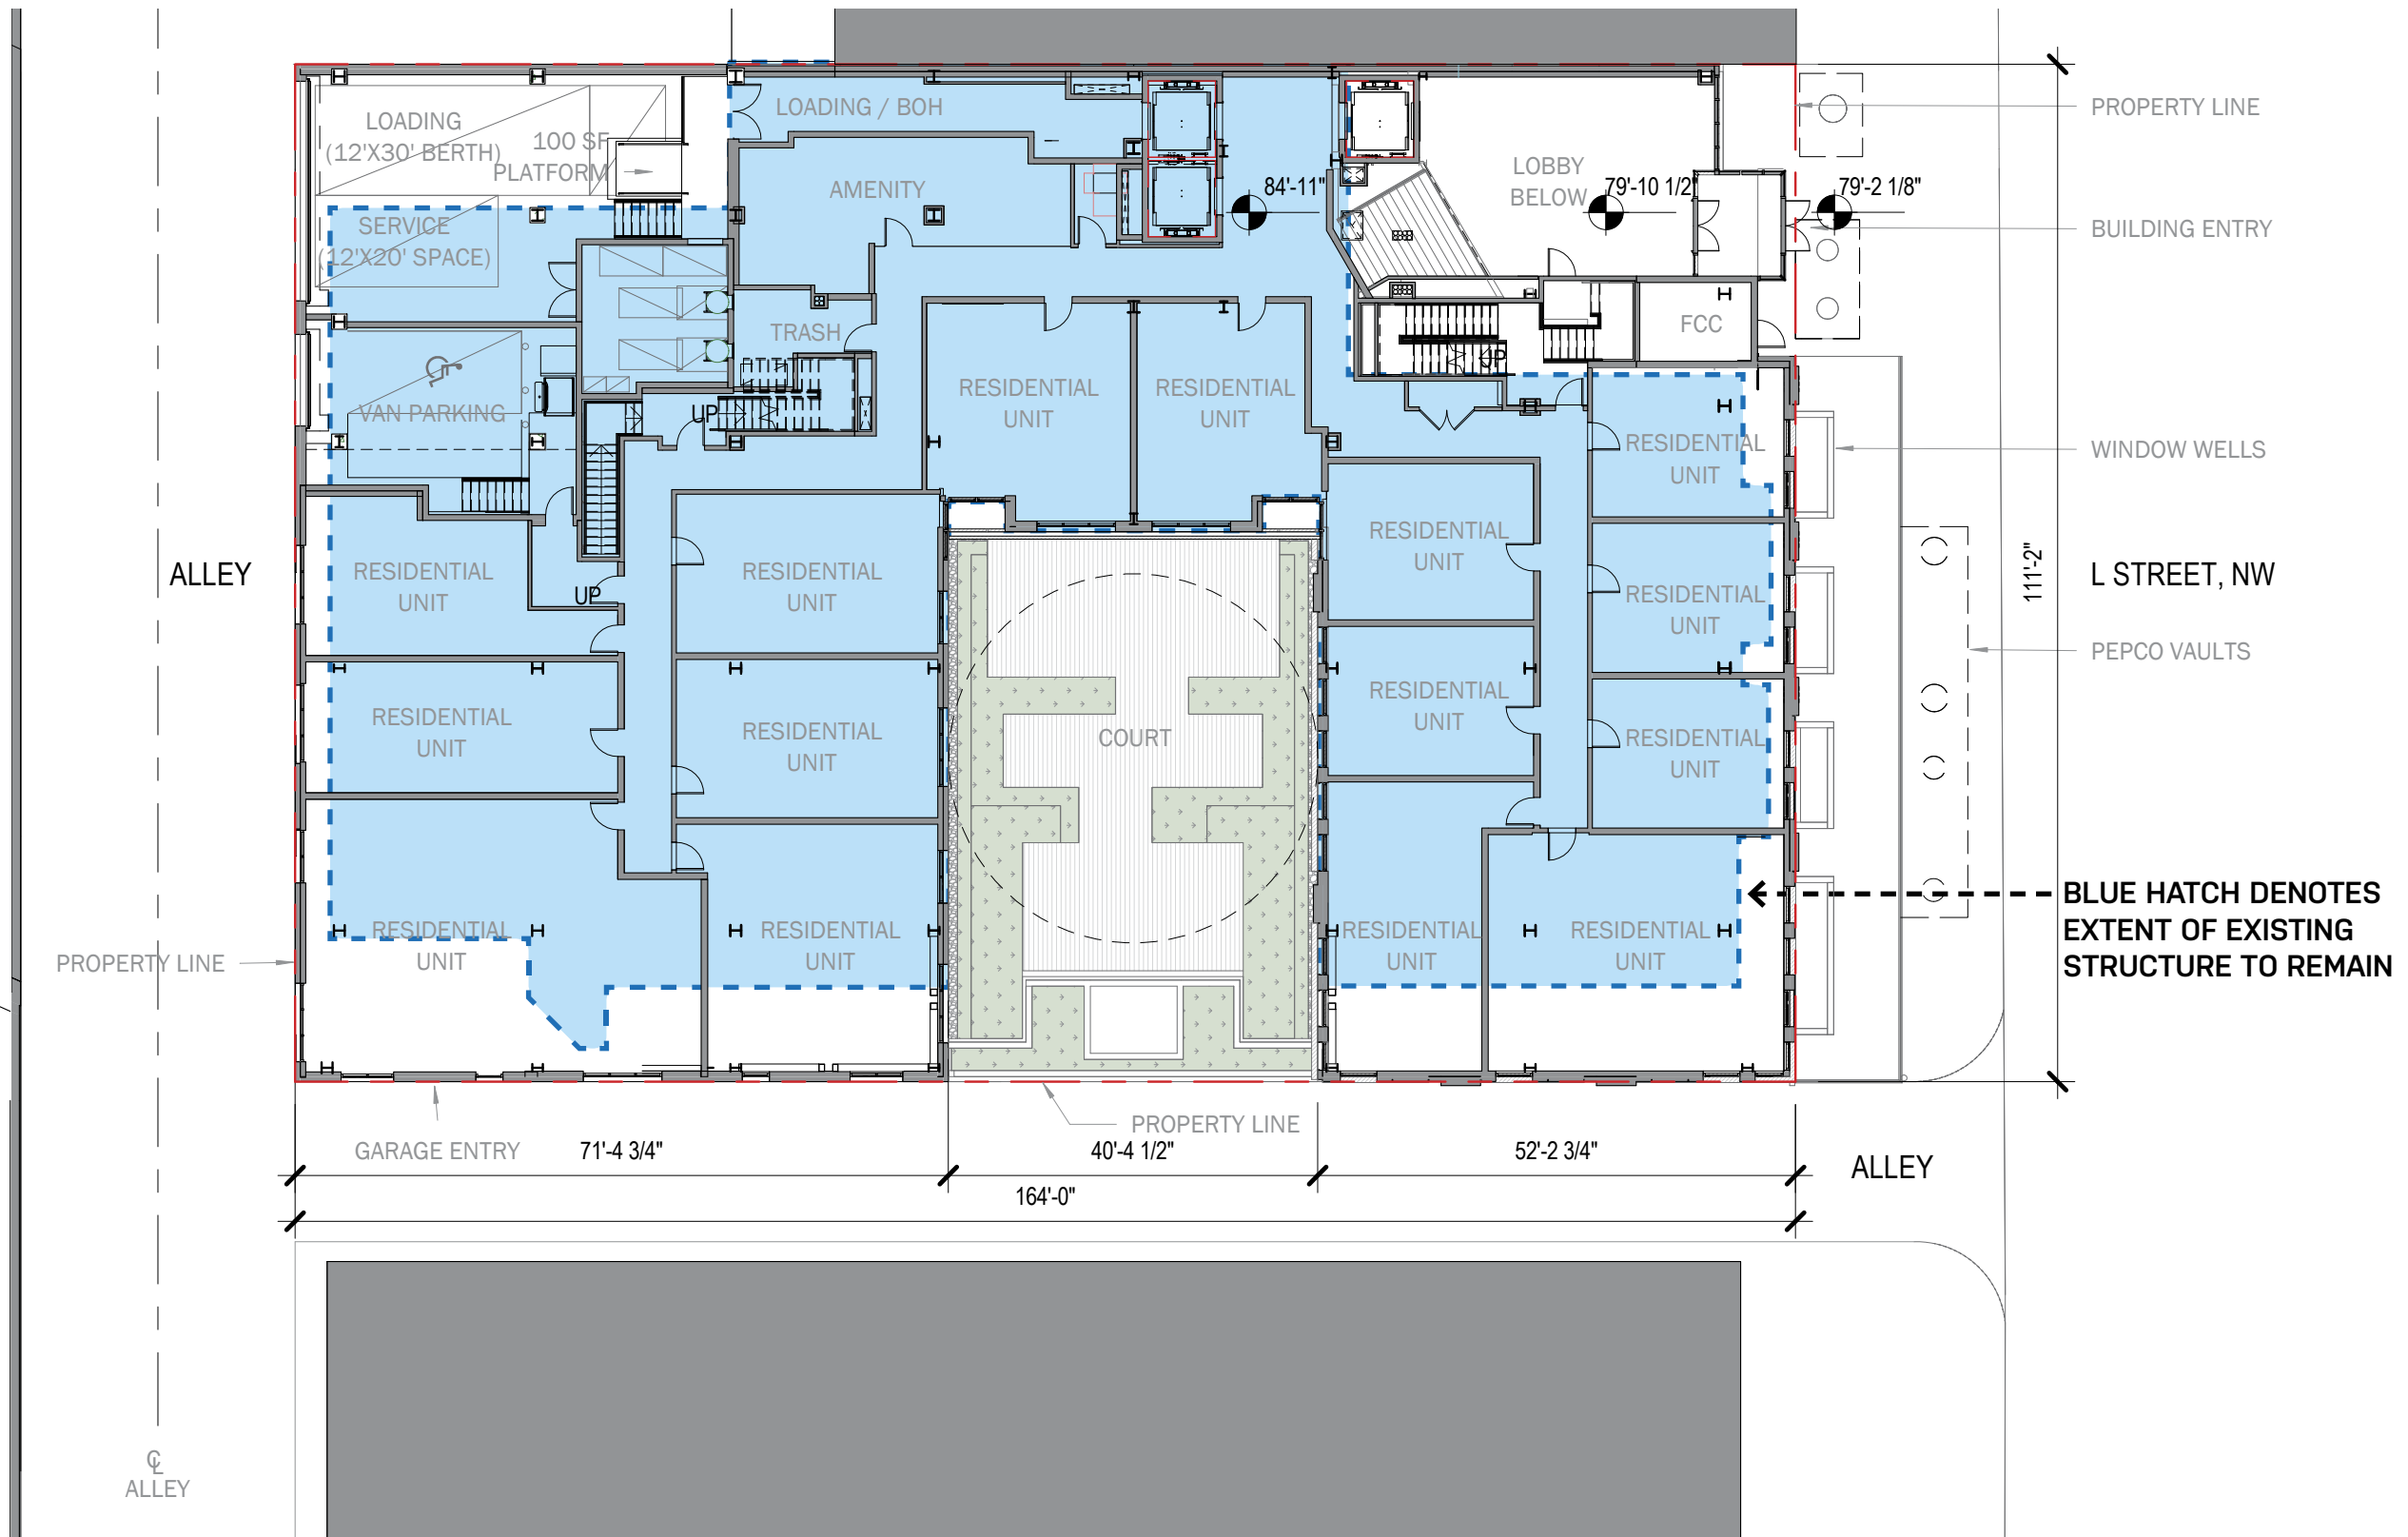 LOADING / BOH
LOADING
(12'X30' BERTH)
100 SF
PLATFORM
PROPERTY LINE
AMENITY
84'-11"
LOBBY
BELOW
79'-10 1/2"
79'-2 1/8"
SERVICE
(12'X20' SPACE)
BUILDING ENTRY
TRASH
FCC
UP
VAN PARKING
UP
RESIDENTIAL
UNIT
RESIDENTIAL
UNIT
RESIDENTIAL
UNIT
WINDOW WELLS
ALLEY
RESIDENTIAL
UNIT
UP
RESIDENTIAL
UNIT
RESIDENTIAL
UNIT
RESIDENTIAL
UNIT
111'-2"
L STREET, NW
PEPCO VAULTS
RESIDENTIAL
UNIT
RESIDENTIAL
UNIT
COURT
RESIDENTIAL
UNIT
RESIDENTIAL
UNIT
BLUE HATCH DENOTES
EXTENT OF EXISTING
STRUCTURE TO REMAIN
RESIDENTIAL
UNIT
RESIDENTIAL
UNIT
RESIDENTIAL
UNIT
RESIDENTIAL
UNIT
PROPERTY LINE
PROPERTY LINE
GARAGE ENTRY
71'-4 3/4"
40'-4 1/2"
52'-2 3/4"
ALLEY
164'-0"
℄
ALLEY